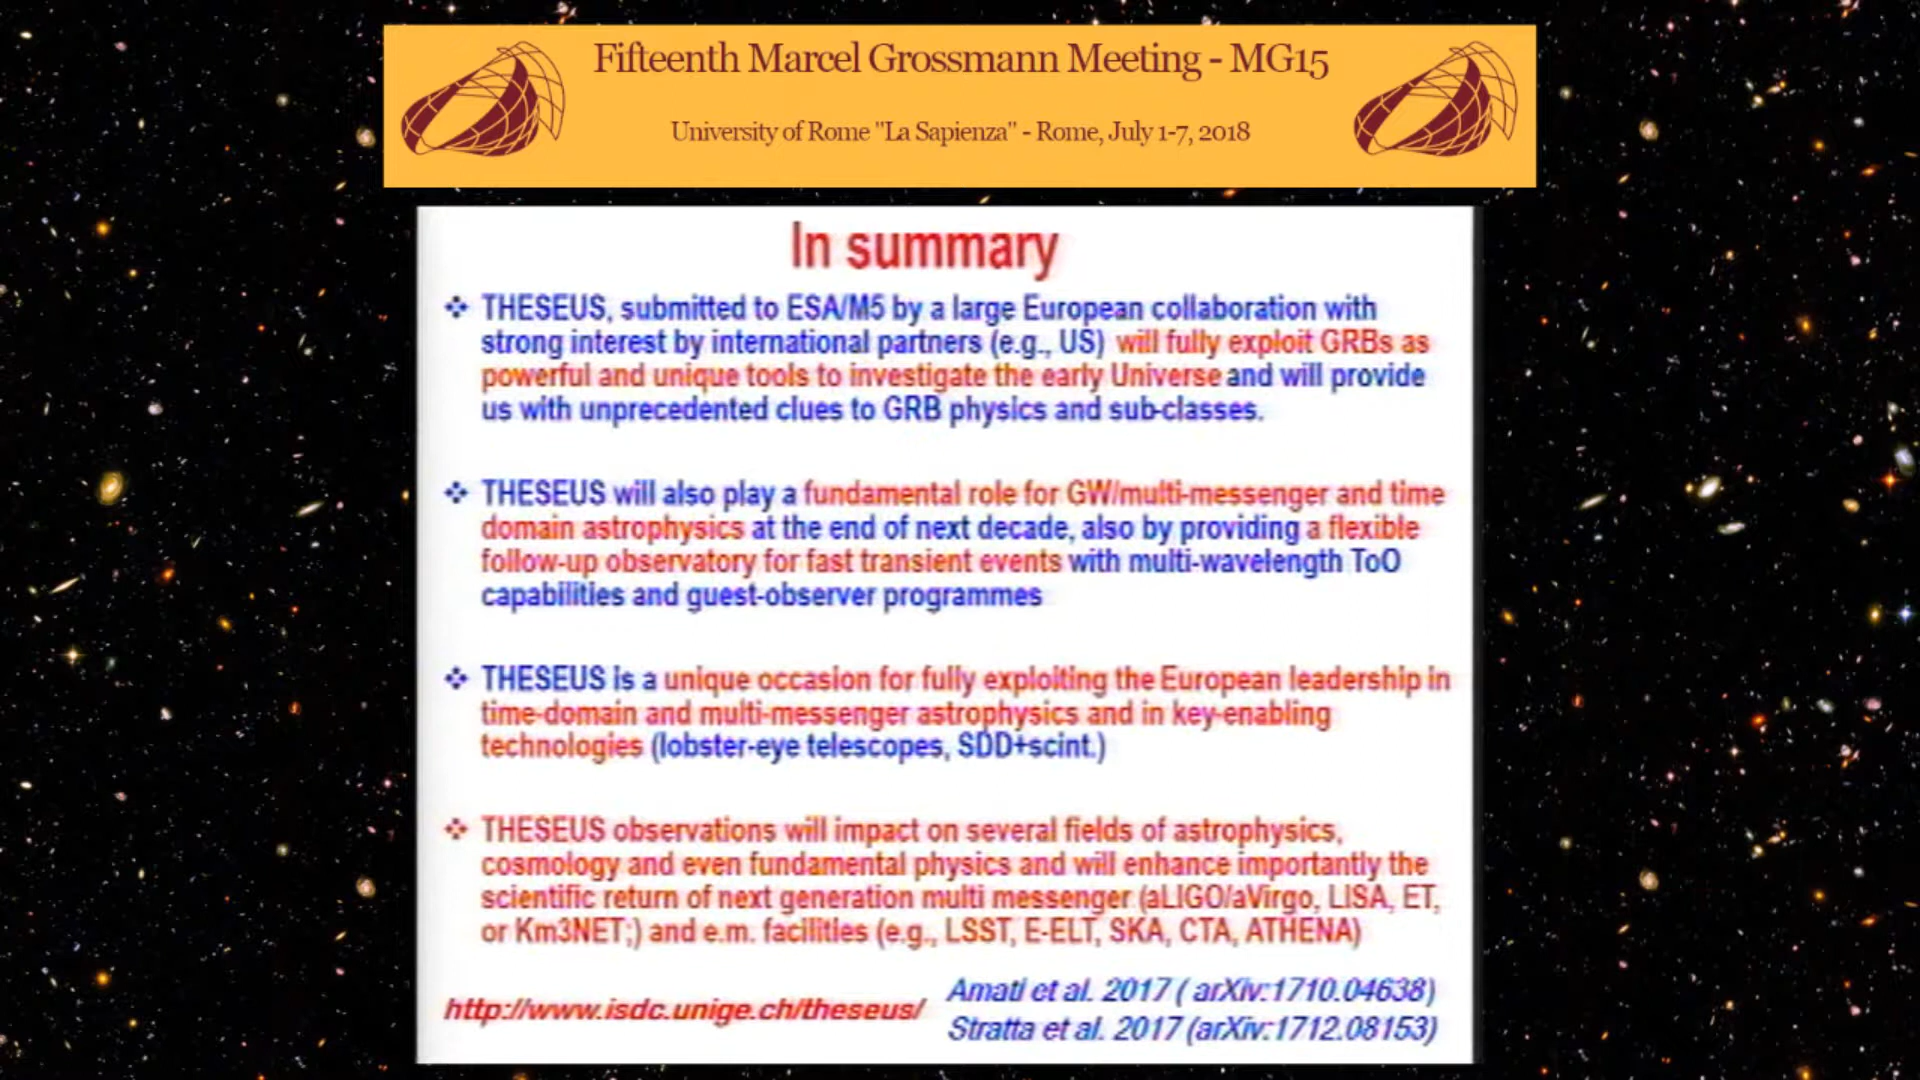 Fifteenth Marcel Grossmann Meeting - MG15
University of Rome "La Sapienza" - Rome, July 1-7, 2018
In summary
THESEUS, submitted to ESA/M5 by a large European collaboration with
strong interest by international partners (e.g., US) will fully exploit GRBs as
powerful and unique tools to investigate the early Universe and will provide
us with unprecedented clues to GRB physics and sub-classes.
THESEUS will also play a fundamental role for GW/multi-messenger and time
domain astrophysics at the end of next decade, also by providing a flexible
follow-up observatory for fast transient events with multi-wavelength ToO
capabilities and guest-observer programmes
THESEUS is a unique occasion for fully exploiting the European leadership in
time-domain and multi-messenger astrophysics and in key-enabling
technologies (lobster-eye telescopes, SDD+scint.)
THESEUS observations will impact on several fields of astrophysics,
cosmology and even fundamental physics and will enhance importantly the
scientific return of next generation multi messenger (aLIGO/aVirgo, LISA, ET,
or Km3NET;) and e.m. facilities (e.g., LSST, E-ELT, SKA, CTA, ATHENA)
http://www.isdc.unige.ch/theseus/
Amati et al. 2017 ( arXiv:1710.04638)
Stratta et al. 2017 (arXiv:1712.08153)